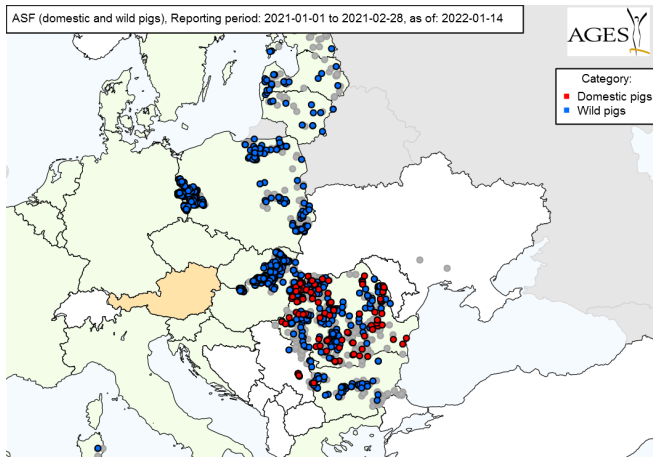 ASF (domestic and wild pigs), Reporting period: 2021-01-01 to 2021-02-28, as of: 2022-01-14
AGES
Category:
Domestic pigs
Wild pigs